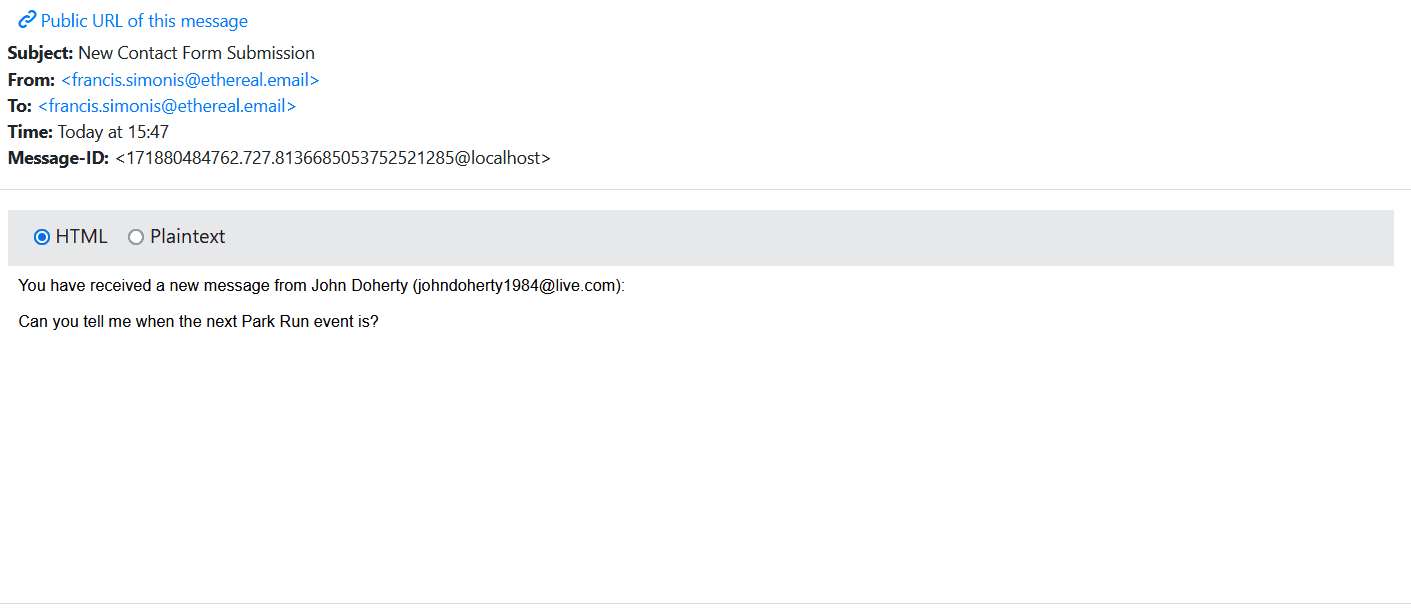 Public URL of this message
Subject: New Contact Form Submission
From: <francis.simonis@ethereal.email>
To: <francis.simonis@ethereal.email>
Time: Today at 15:47
Message-ID: <171880484762.727.8136685053752521285@localhost>
HTML Plaintext
You have received a new message from John Doherty (johndoherty1984@live.com):
Can you tell me when the next Park Run event is?